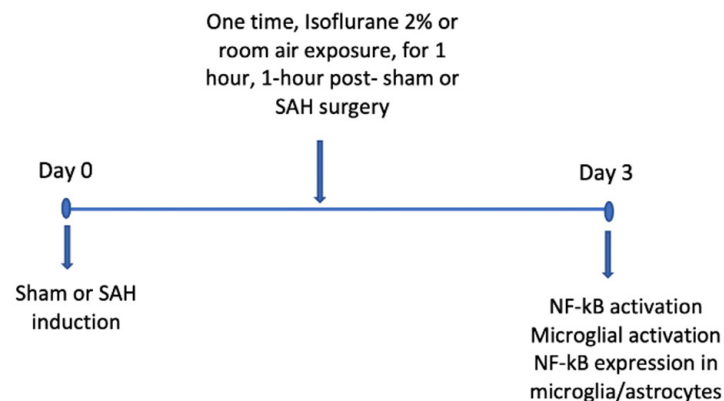 One time, Isoflurane 2% or
room air exposure, for 1
hour, 1-hour post- sham or
SAH surgery
Day 0
Day 3
Sham or SAH
induction
NF-kB activation
Microglial activation
NF-kB expression in
microglia/astrocytes